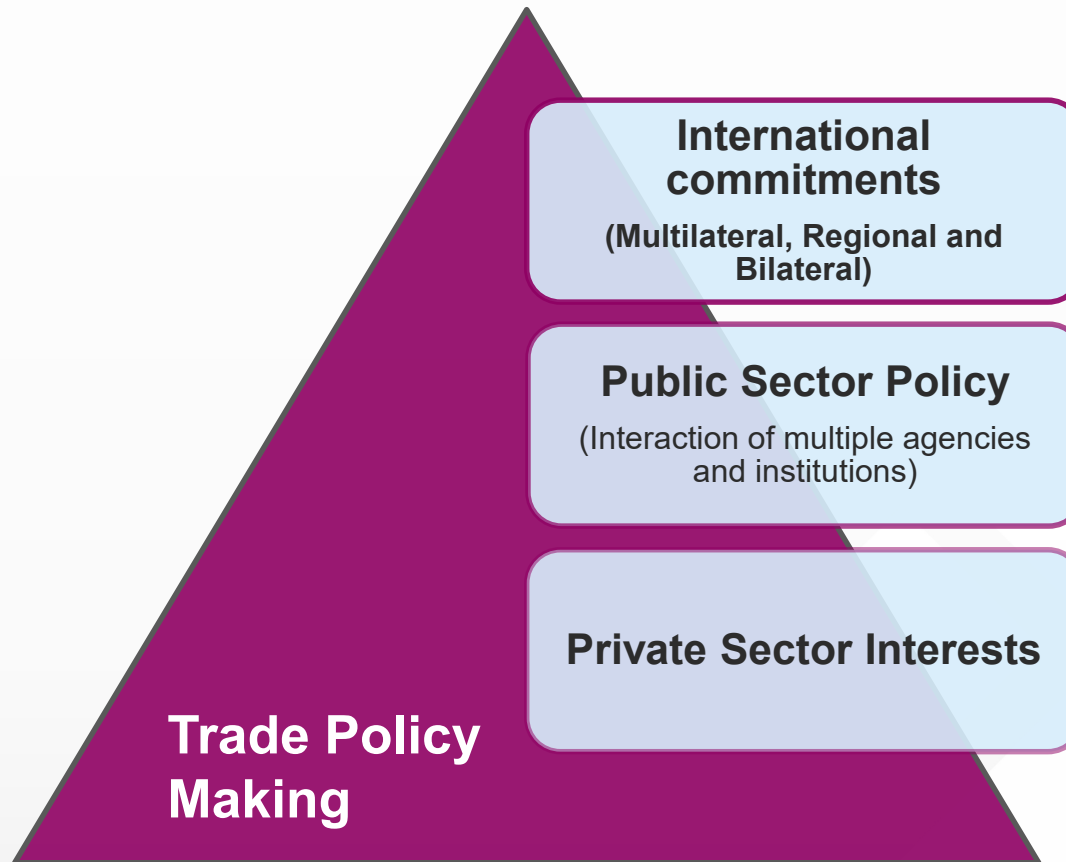 International
commitments
(Multilateral, Regional and
Bilateral)
Public Sector Policy
(Interaction of multiple agencies
and institutions)
Private Sector Interests
Trade Policy
Making